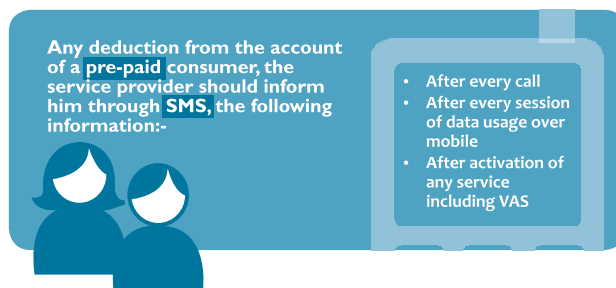 Any deduction from the account
of a pre-paid consumer, the
service provider should inform
him through SMS, the following
information:-
• After every call
• After every session
of data usage over
mobile
• After activation of
any service
including VAS